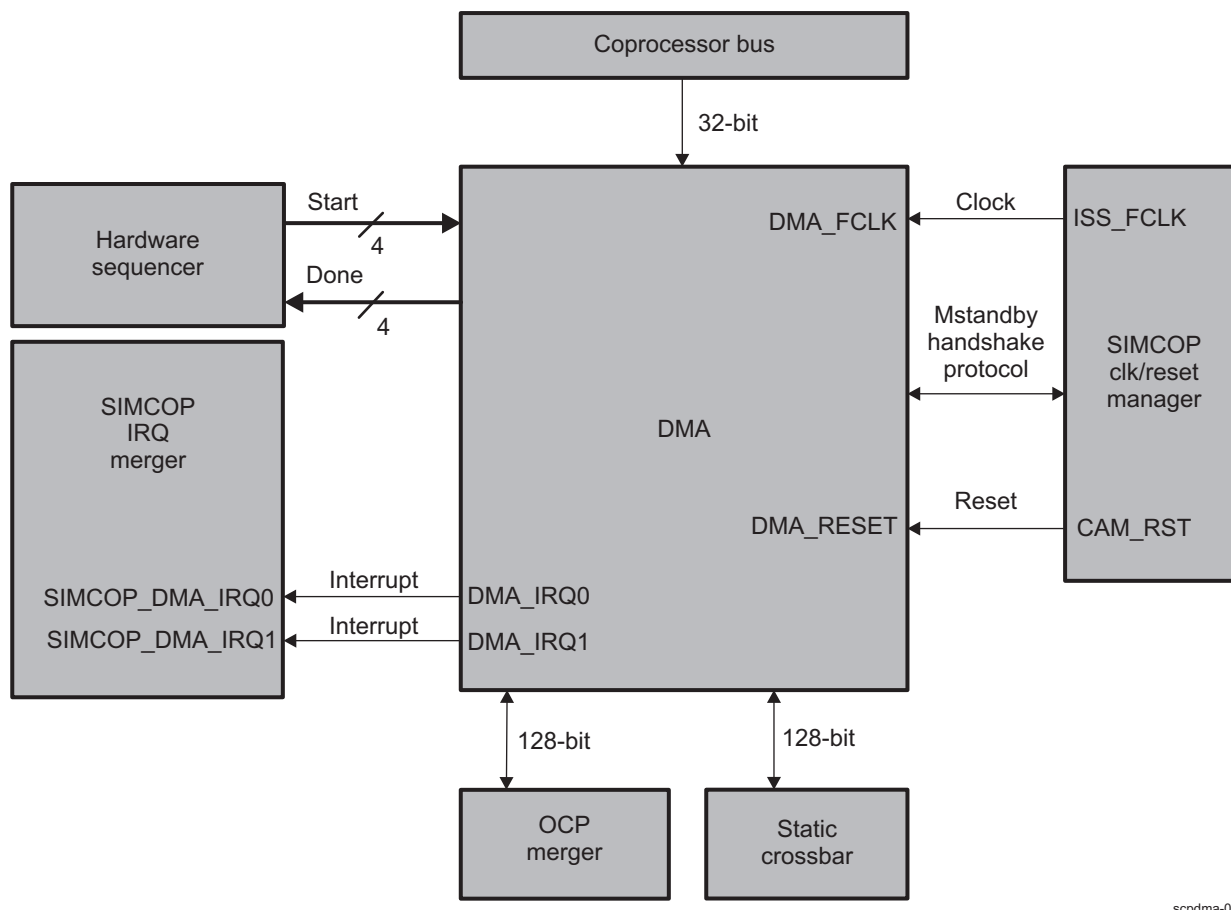 Coprocessor bus
32-bit
Hardware
sequencer
Start
4
Done
4
DMA_FCLK
Clock
ISS_FCLK
Mstandby
handshake
protocol
SIMCOP
clk/reset
manager
SIMCOP
IRQ
merger
DMA
DMA_RESET
Reset
CAM_RST
SIMCOP_DMA_IRQ0
Interrupt
DMA_IRQ0
SIMCOP_DMA_IRQ1
Interrupt
DMA_IRQ1
128-bit
128-bit
OCP
merger
Static
crossbar